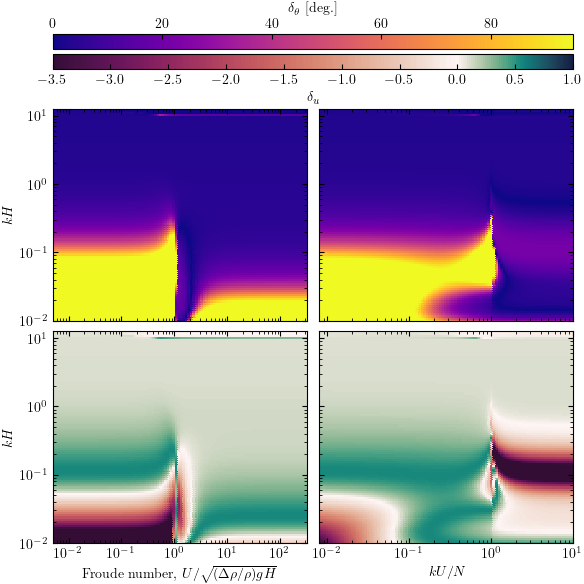 δ_θ [deg.]
0 20 40 60 80
−3.5 −3.0 −2.5 −2.0 −1.5 −1.0 −0.5 0.0 0.5 1.0
δ_u
10^1
10^0
kH
10^−1
10^−2
10^1
10^0
kH
10^−1
10^−2
10^−2 10^−1 10^0 10^1 10^2 10^−2 10^−1 10^0 10^1
Froude number, U/√(Δρ/ρ)gH kU/N